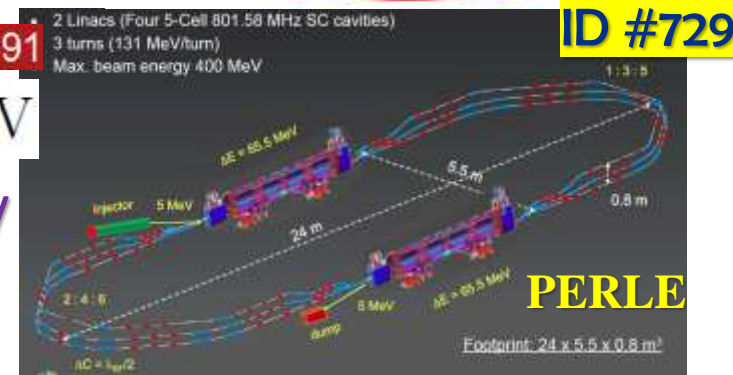 • 2 Linacs (Four 5-Cell 801.58 MHz SC cavities)
ID #729
91
3 turns (131 MeV/turn)
Max. beam energy 400 MeV
1:3:5
V
ΔE = 65.5 MeV
5.5 m
Injector
5 MeV
0.8 m
24 m
2:4:6
5 MeV
ΔE = 65.5 MeV
PERLE
dump
Footprint: 24 x 5.5 x 0.8 m³